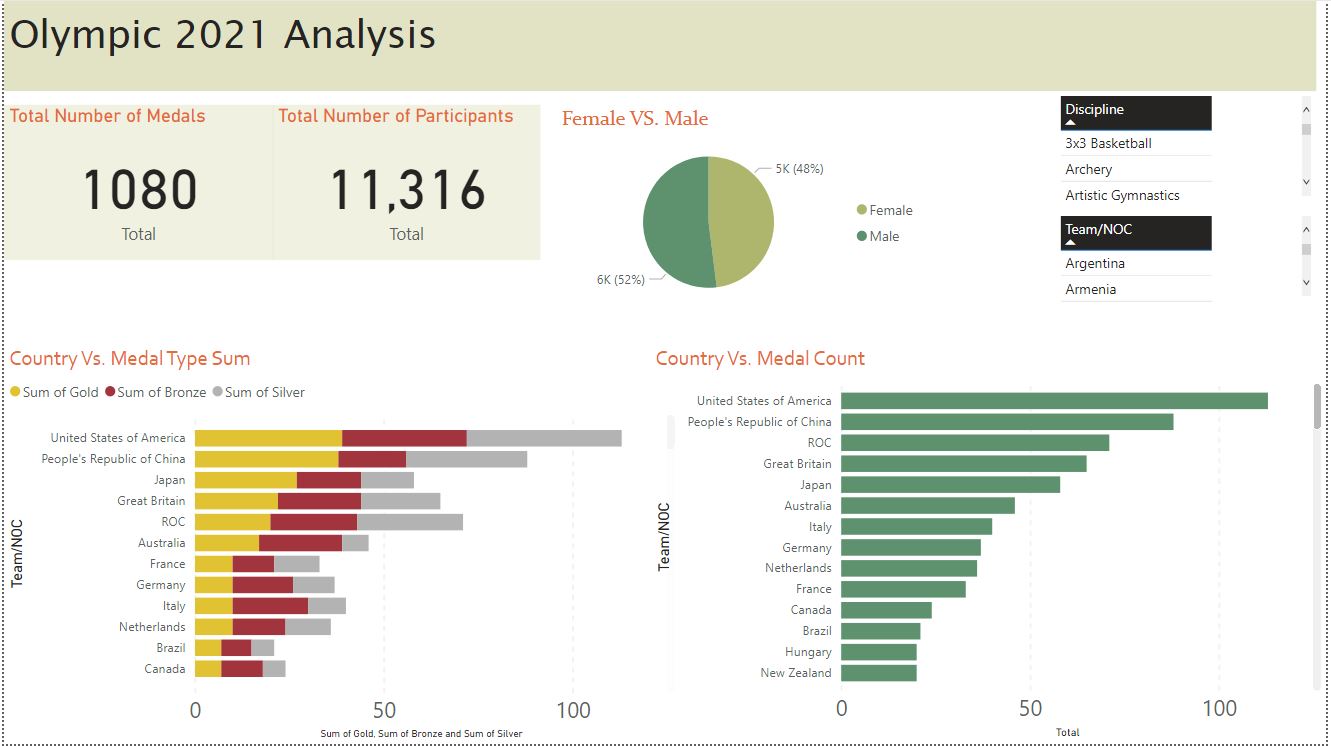 Olympic 2021 Analysis
Total Number of Medals
1080
Total
Total Number of Participants
11,316
Total
Female VS. Male
5K (48%)
6K (52%)
Female
Male
Discipline
3x3 Basketball
Archery
Artistic Gymnastics
Team/NOC
Argentina
Armenia
Country Vs. Medal Type Sum
Sum of Gold Sum of Bronze Sum of Silver
Team/NOC
United States of America
People's Republic of China
Japan
Great Britain
ROC
Australia
France
Germany
Italy
Netherlands
Brazil
Canada
0 50 100
Sum of Gold, Sum of Bronze and Sum of Silver
Country Vs. Medal Count
Team/NOC
United States of America
People's Republic of China
ROC
Great Britain
Japan
Australia
Italy
Germany
Netherlands
France
Canada
Brazil
Hungary
New Zealand
0 50 100
Total